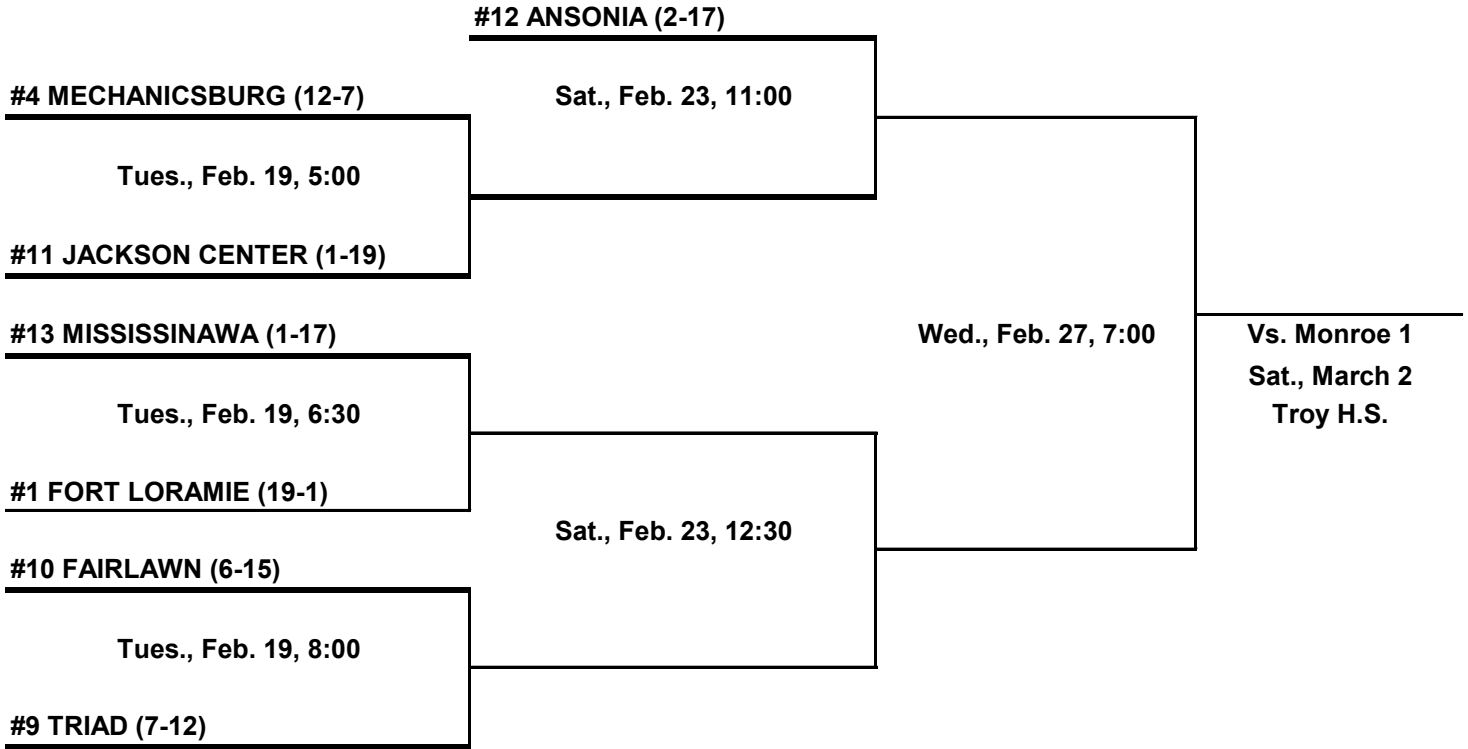 #12 ANSONIA (2-17)
#4 MECHANICSBURG (12-7)
Sat., Feb. 23, 11:00
Tues., Feb. 19, 5:00
#11 JACKSON CENTER (1-19)
#13 MISSISSINAWA (1-17)
Wed., Feb. 27, 7:00
Vs. Monroe 1
Sat., March 2
Troy H.S.
Tues., Feb. 19, 6:30
#1 FORT LORAMIE (19-1)
Sat., Feb. 23, 12:30
#10 FAIRLAWN (6-15)
Tues., Feb. 19, 8:00
#9 TRIAD (7-12)